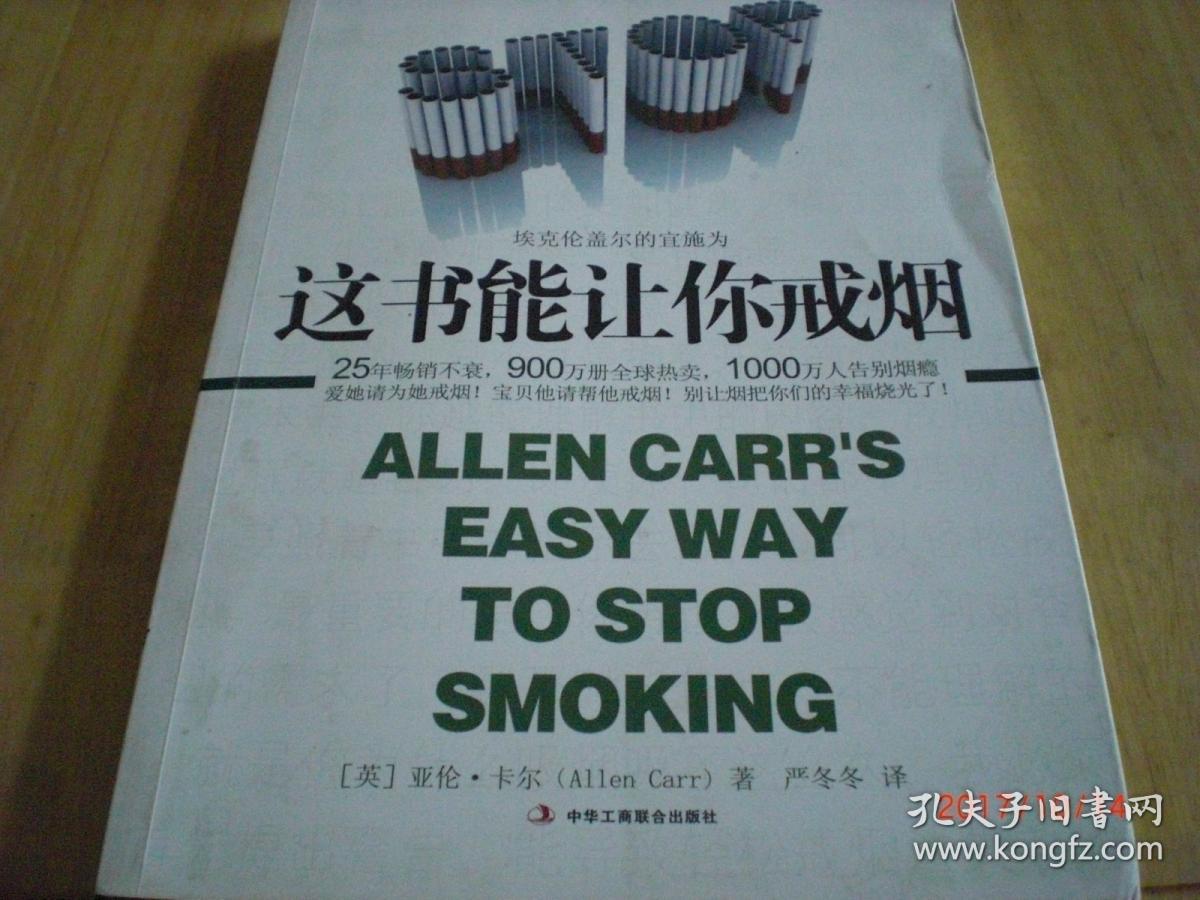 埃克伦盖尔的宜施为
这书能让你戒烟
25年畅销不衰，900万册全球热卖，1000万人告别烟瘾
爱她请为她戒烟！宝贝他请帮他戒烟！别让烟把你们的幸福烧光了！
ALLEN CARR'S
EASY WAY
TO STOP
SMOKING
[英] 亚伦·卡尔 (Allen Carr) 著 严冬冬 译
中华工商联合出版社
孔夫子旧书网
www.kongfz.com